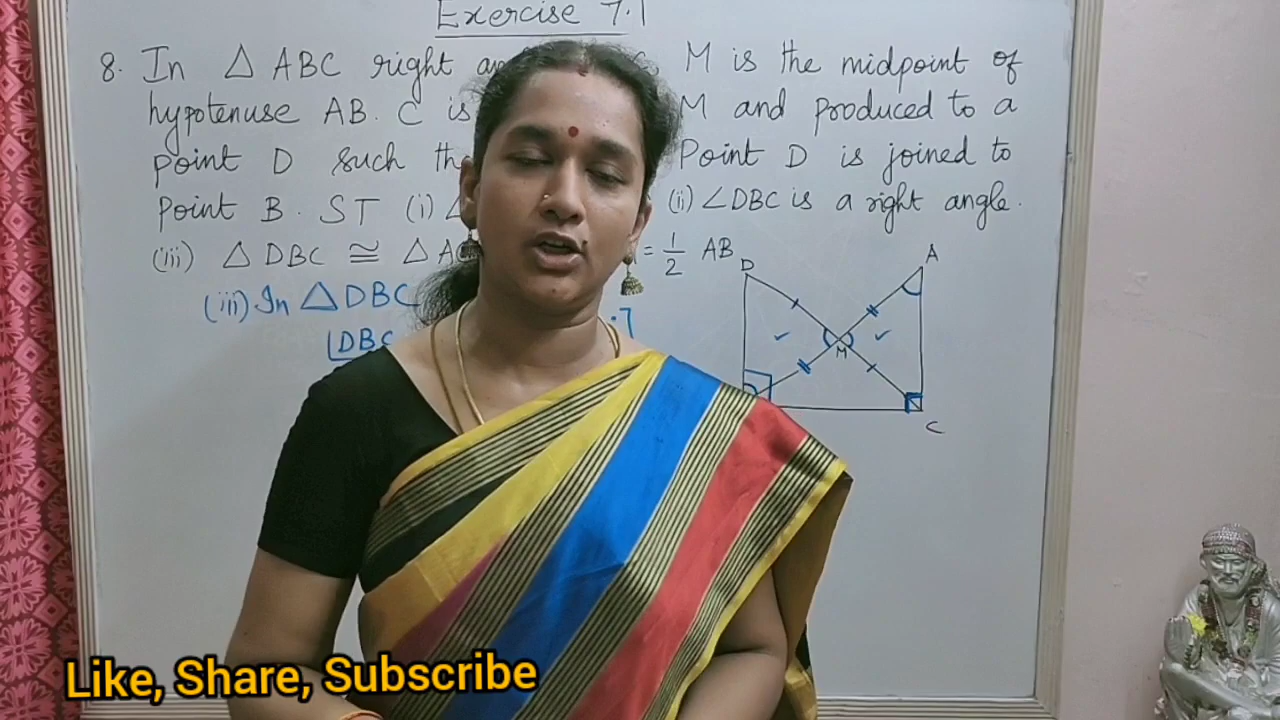 Exercise 7.1
8. In △ ABC right M is the midpoint of
hypotenuse AB. C is M and produced to a
point D such Point D is joined to
Point B. ST (i) ∠ (ii) ∠DBC is a right angle.
(iii) △ DBC ≅ △ = 1/2 AB
(iii) In △DBC
DBC
D
A
M
C
Like, Share, Subscribe